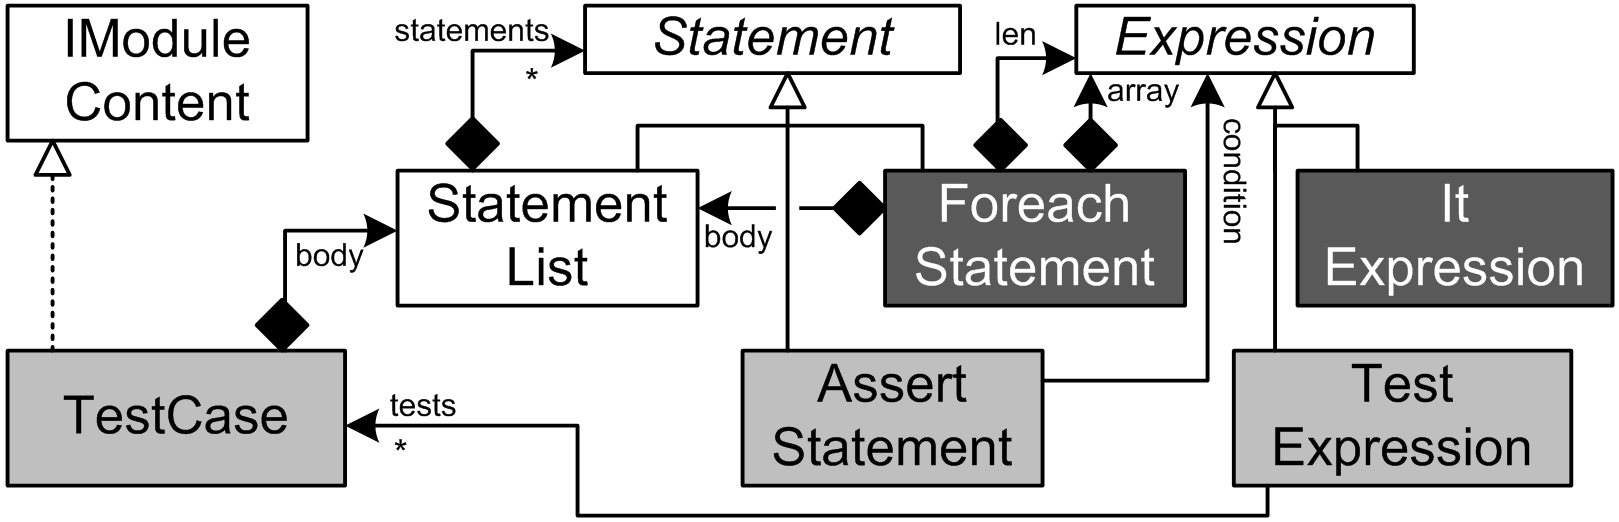 IModule
Content
statements
*
Statement
len
Expression
array
condition
Statement
List
body
Foreach
Statement
It
Expression
body
TestCase
tests
*
Assert
Statement
Test
Expression